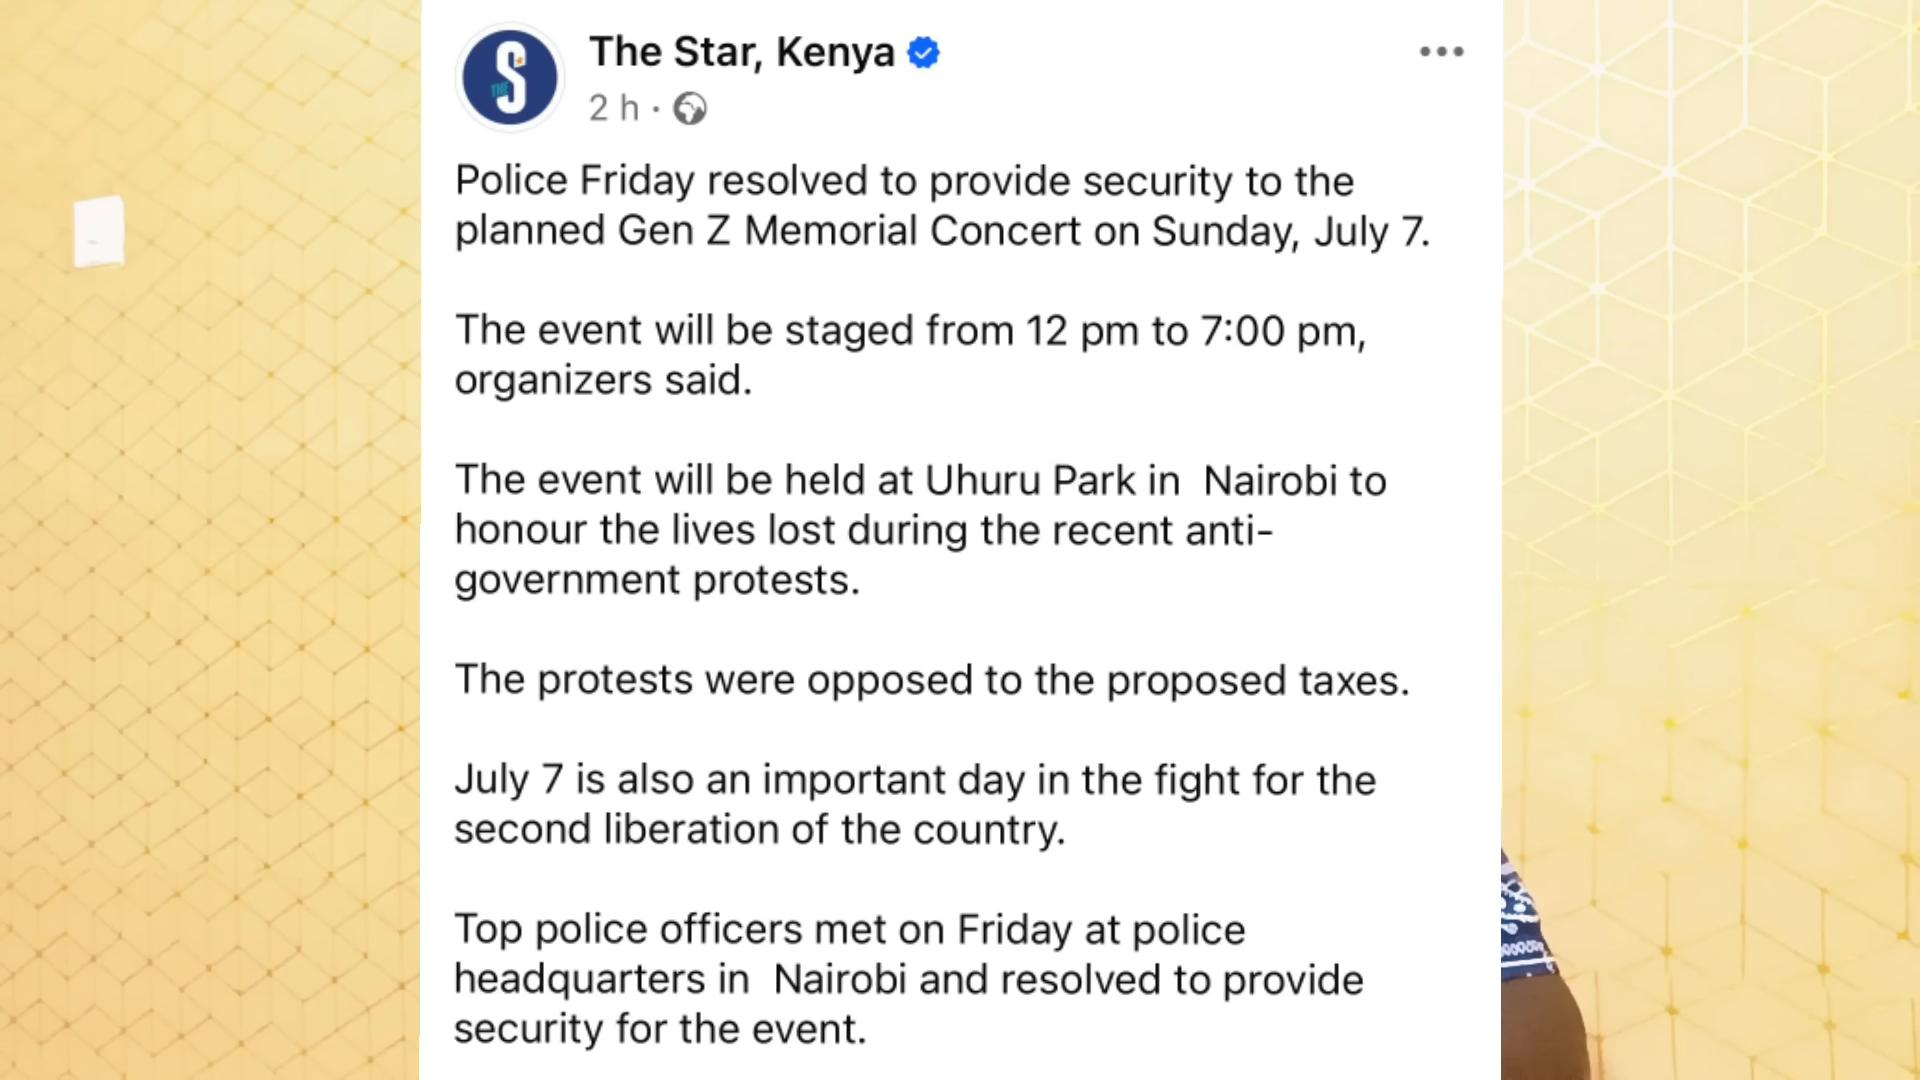 The Star, Kenya
2 h ·
Police Friday resolved to provide security to the
planned Gen Z Memorial Concert on Sunday, July 7.
The event will be staged from 12 pm to 7:00 pm,
organizers said.
The event will be held at Uhuru Park in  Nairobi to
honour the lives lost during the recent anti-
government protests.
The protests were opposed to the proposed taxes.
July 7 is also an important day in the fight for the
second liberation of the country.
Top police officers met on Friday at police
headquarters in  Nairobi and resolved to provide
security for the event.
THE S